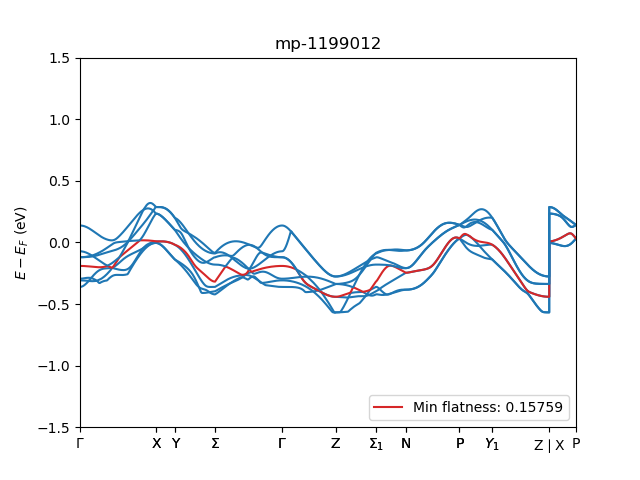 mp-1199012
E − E_F (eV)
1.5
1.0
0.5
0.0
−0.5
−1.0
−1.5
Min flatness: 0.15759
Γ X Y Σ Γ Z Σ₁ N P Y₁ Z | X P